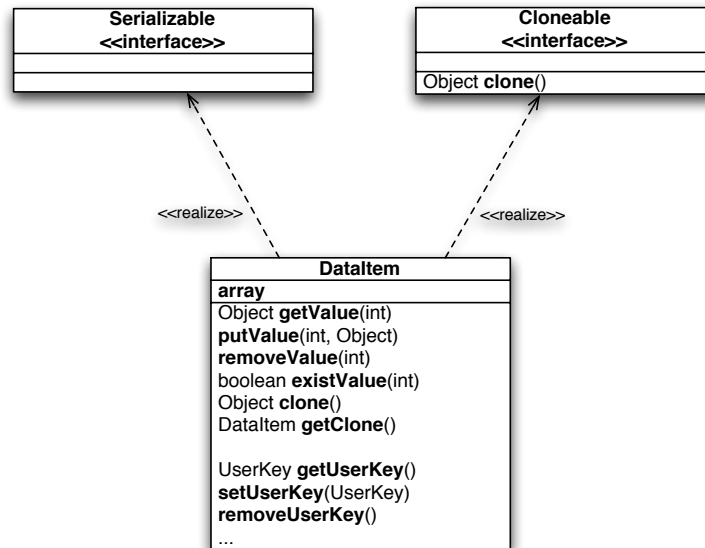 Serializable
<<interface>>
Cloneable
<<interface>>
Object clone()
<<realize>>
<<realize>>
DataItem
array
Object getValue(int)
putValue(int, Object)
removeValue(int)
boolean existValue(int)
Object clone()
DataItem getClone()
UserKey getUserKey()
setUserKey(UserKey)
removeUserKey()
...